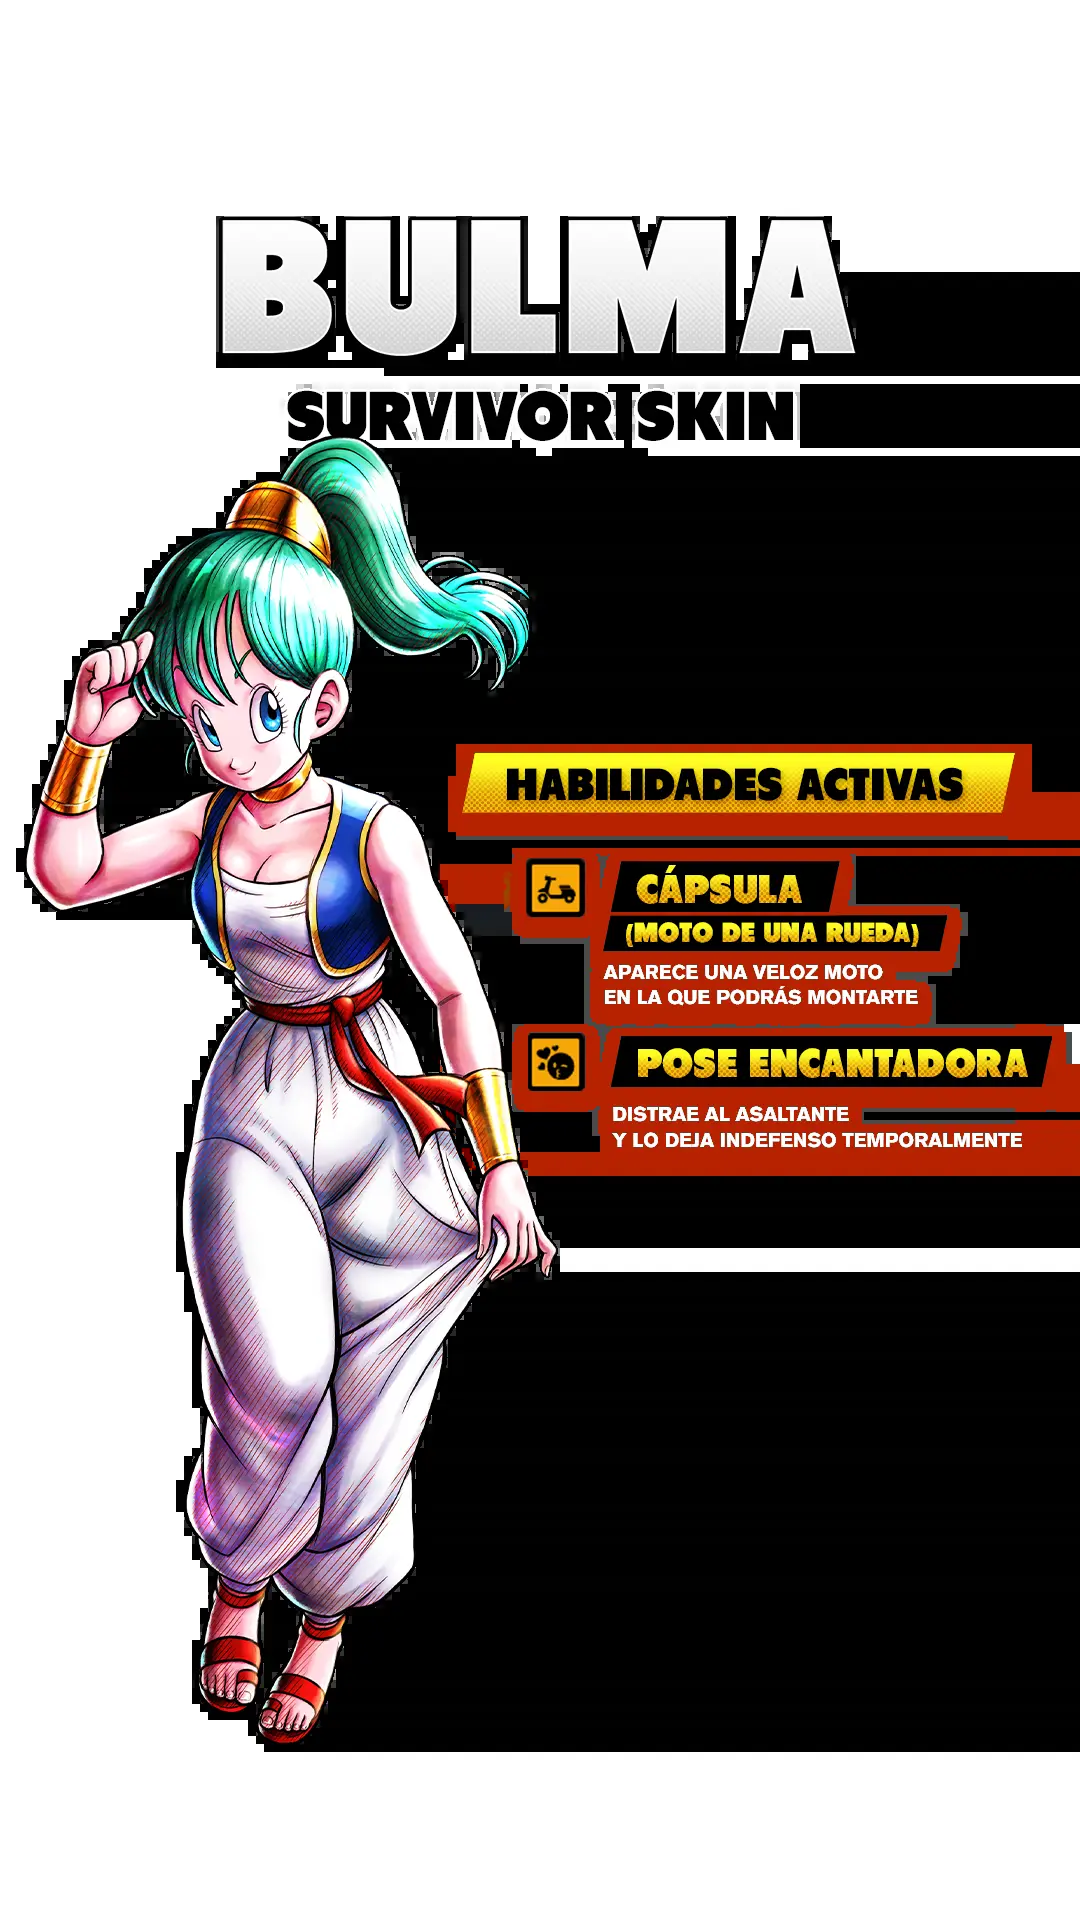 BULMA
SURVIVOR SKIN
HABILIDADES ACTIVAS
CÁPSULA
(MOTO DE UNA RUEDA)
APARECE UNA VELOZ MOTO
EN LA QUE PODRÁS MONTARTE
POSE ENCANTADORA
DISTRAE AL ASALTANTE
Y LO DEJA INDEFENSO TEMPORALMENTE